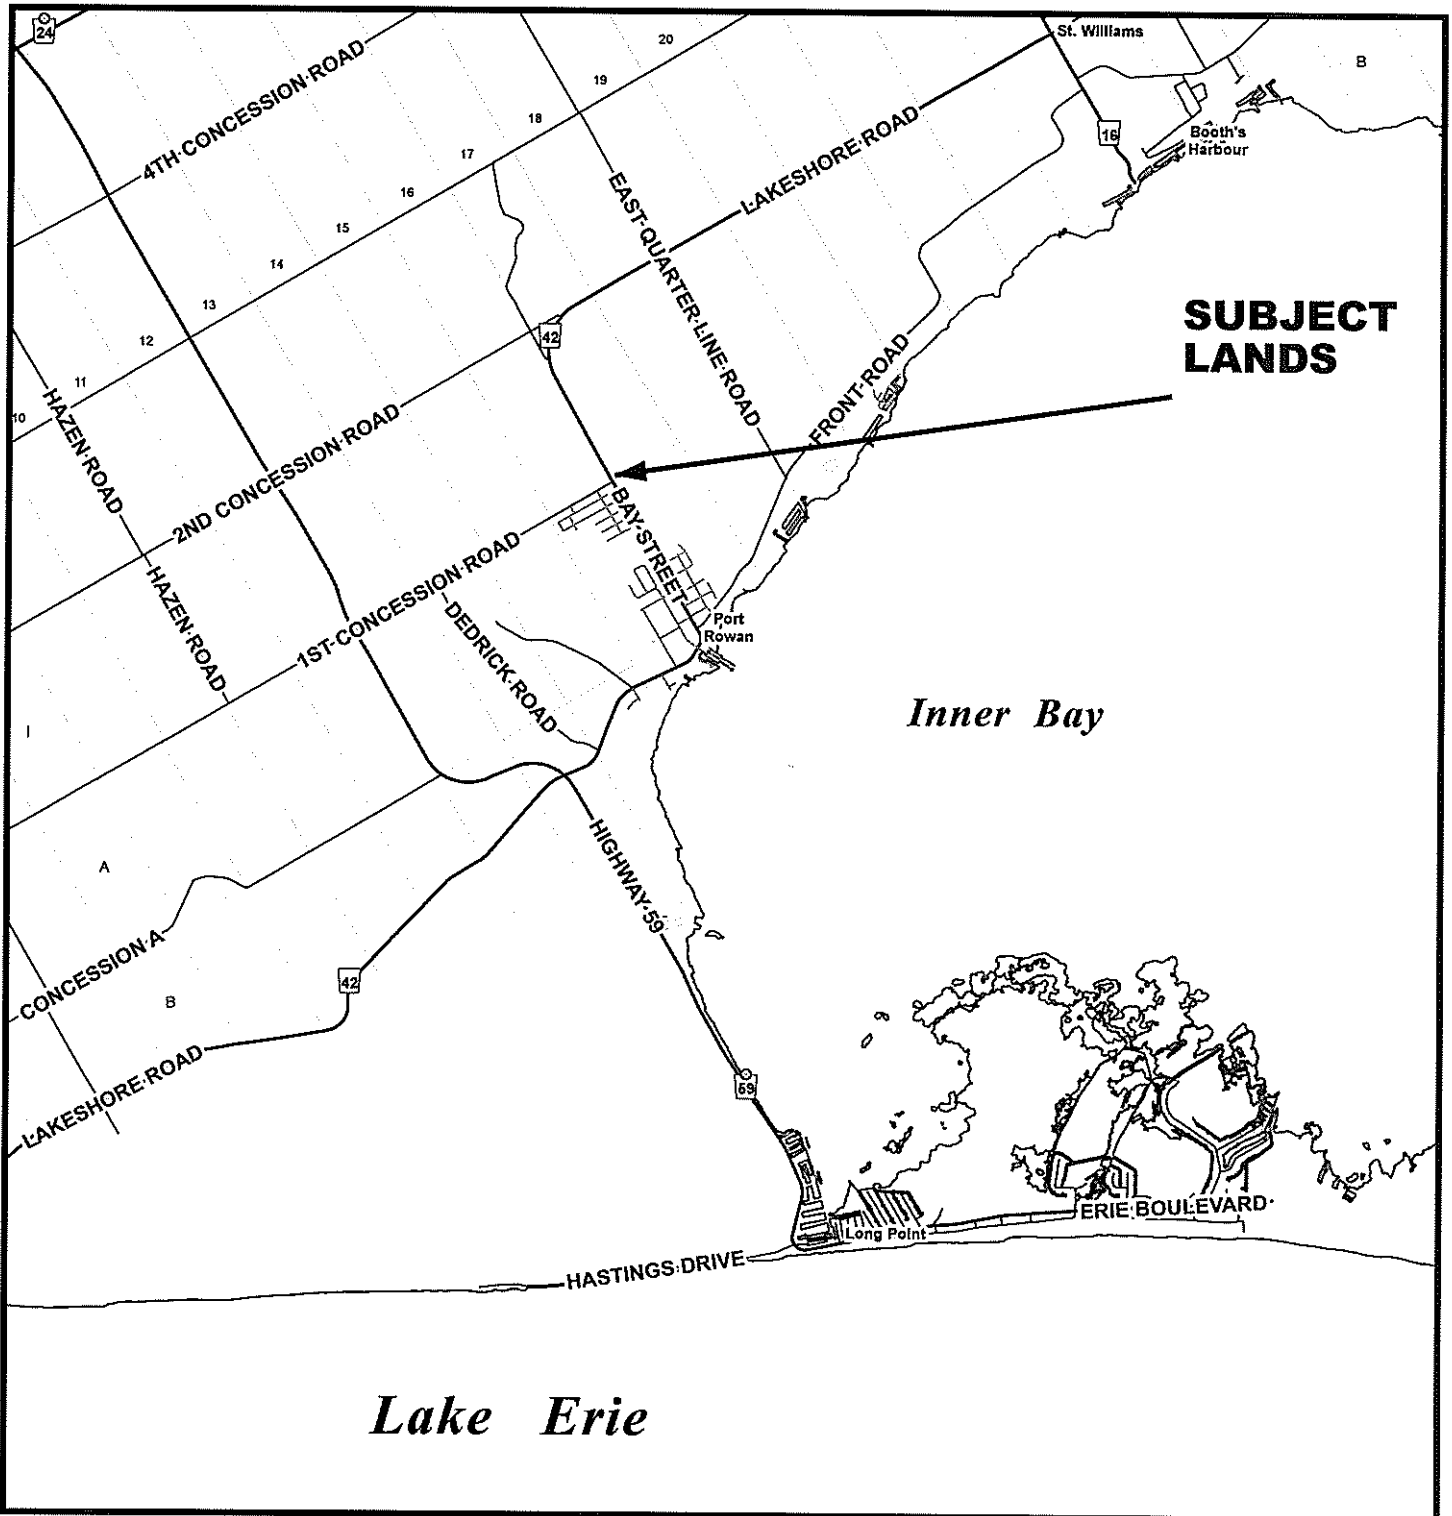 24
St. Williams
20
B
4TH CONCESSION ROAD
19
18
LAKESHORE ROAD
16
Booth's
Harbour
17
16
EAST QUARTER LINE ROAD
15
14
SUBJECT
LANDS
13
42
12
FRONT ROAD
11
10
HAZEN ROAD
2ND CONCESSION ROAD
BAY STREET
1ST CONCESSION ROAD
HAZEN ROAD
DEDRICK ROAD
Port
Rowan
Inner Bay
I
HIGHWAY 59
A
CONCESSION A
42
B
LAKESHORE ROAD
59
ERIE BOULEVARD
Long Point
HASTINGS DRIVE
Lake Erie